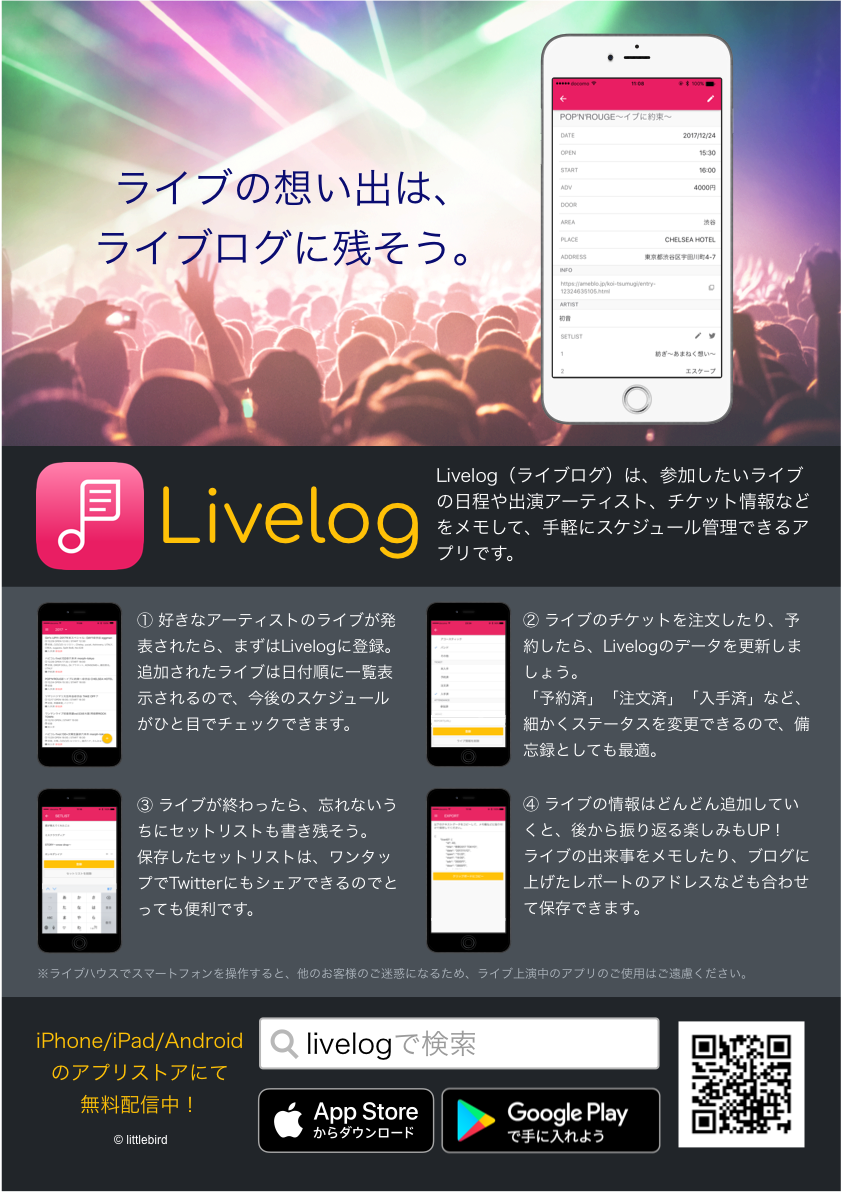 ライブの想い出は、
ライブログに残そう。
docomo 11:08 100%
POP'N'ROUGE〜イブに約束〜
DATE 2017/12/24
OPEN 15:30
START 16:00
ADV 4000円
DOOR
AREA 渋谷
PLACE CHELSEA HOTEL
ADDRESS 東京都渋谷区宇田川町4-7
INFO
https://ameblo.jp/koi-tsumugi/entry-
12324635105.html
ARTIST
初音
SETLIST
1 紡ぎ〜あまねく想い〜
2 エスケープ
Livelog
Livelog（ライブログ）は、参加したいライブ
の日程や出演アーティスト、チケット情報など
をメモして、手軽にスケジュール管理できるア
プリです。
① 好きなアーティストのライブが発
表されたら、まずはLivelogに登録。
追加されたライブは日付順に一覧表
示されるので、今後のスケジュール
がひと目でチェックできます。
② ライブのチケットを注文したり、予
約したら、Livelogのデータを更新しま
しょう。
「予約済」「注文済」「入手済」など、
細かくステータスを変更できるので、備
忘録としても最適。
SETLIST
③ ライブが終わったら、忘れないう
ちにセットリストも書き残そう。
保存したセットリストは、ワンタッ
プでTwitterにもシェアできるのでと
っても便利です。
EXPORT
④ ライブの情報はどんどん追加してい
くと、後から振り返る楽しみもUP！
ライブの出来事をメモしたり、ブログに
上げたレポートのアドレスなども合わせ
て保存できます。
※ライブハウスでスマートフォンを操作すると、他のお客様のご迷惑になるため、ライブ上演中のアプリのご使用はご遠慮ください。
iPhone/iPad/Android
のアプリストアにて
無料配信中！
© littlebird
livelogで検索
App Store
からダウンロード
Google Play
で手に入れよう